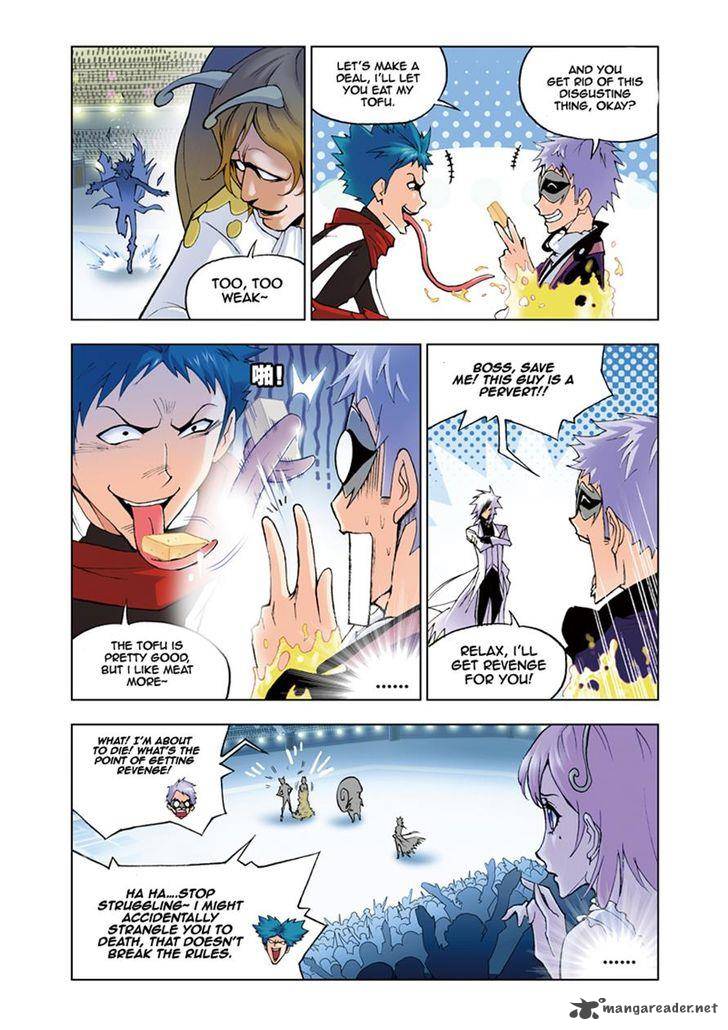 TOO, TOO
WEAK~
LET'S MAKE A
DEAL, I'LL LET
YOU EAT MY
TOFU.
AND YOU
GET RID OF THIS
DISGUSTING
THING, OKAY?
啪!
THE TOFU IS
PRETTY GOOD,
BUT I LIKE MEAT
MORE~
......
BOSS, SAVE
ME! THIS GUY IS A
PERVERT!!
RELAX, I'LL
GET REVENGE
FOR YOU!
WHAT! I'M ABOUT
TO DIE! WHAT'S THE
POINT OF GETTING
REVENGE!
HA HA....STOP
STRUGGLING~ I MIGHT
ACCIDENTALLY
STRANGLE YOU TO
DEATH, THAT DOESN'T
BREAK THE RULES.
......
mangareader.net